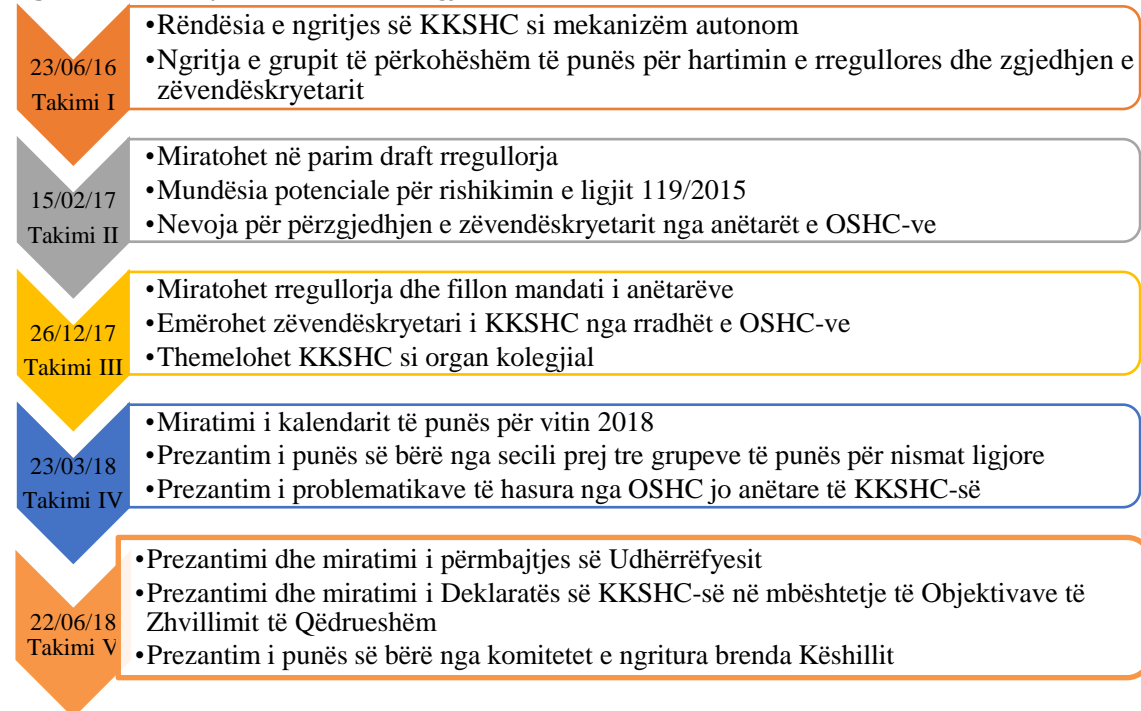 23/06/16
Takimi I
•Rëndësia e ngritjes së KKSHC si mekanizëm autonom
•Ngritja e grupit të përkohëshëm të punës për hartimin e rregullores dhe zgjedhjen e
zëvendëskryetarit
15/02/17
Takimi II
•Miratohet në parim draft rregullorja
•Mundësia potenciale për rishikimin e ligjit 119/2015
•Nevoja për përzgjedhjen e zëvendëskryetarit nga anëtarët e OSHC-ve
26/12/17
Takimi III
•Miratohet rregullorja dhe fillon mandati i anëtarëve
•Emërohet zëvendëskryetari i KKSHC nga rradhët e OSHC-ve
•Themelohet KKSHC si organ kolegjial
23/03/18
Takimi IV
•Miratimi i kalendarit të punës për vitin 2018
•Prezantim i punës së bërë nga secili prej tre grupeve të punës për nismat ligjore
•Prezantim i problematikave të hasura nga OSHC jo anëtare të KKSHC-së
22/06/18
Takimi V
•Prezantimi dhe miratimi i përmbajtjes së Udhërrëfyesit
•Prezantimi dhe miratimi i Deklaratës së KKSHC-së në mbështetje të Objektivave të
Zhvillimit të Qëdrueshëm
•Prezantim i punës së bërë nga komitetet e ngritura brenda Këshillit